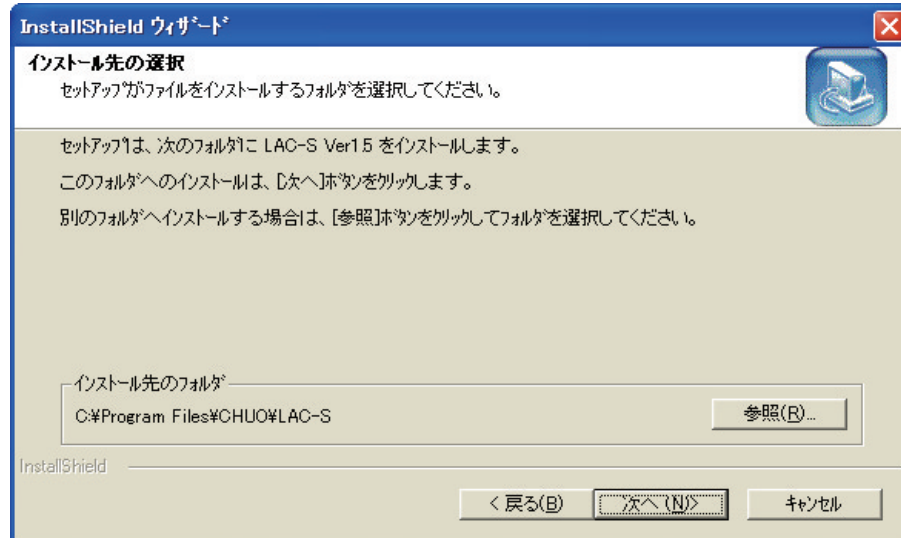 InstallShield ウィザード
インストール先の選択
セットアップがファイルをインストールするフォルダを選択してください。
セットアップは、次のフォルダに LAC-S Ver1.5 をインストールします。
このフォルダへのインストールは、[次へ]ボタンをクリックします。
別のフォルダへインストールする場合は、[参照]ボタンをクリックしてフォルダを選択してください。
インストール先のフォルダ
C:¥Program Files¥CHUO¥LAC-S
参照(R)...
InstallShield
< 戻る(B)
次へ(N)>
キャンセル